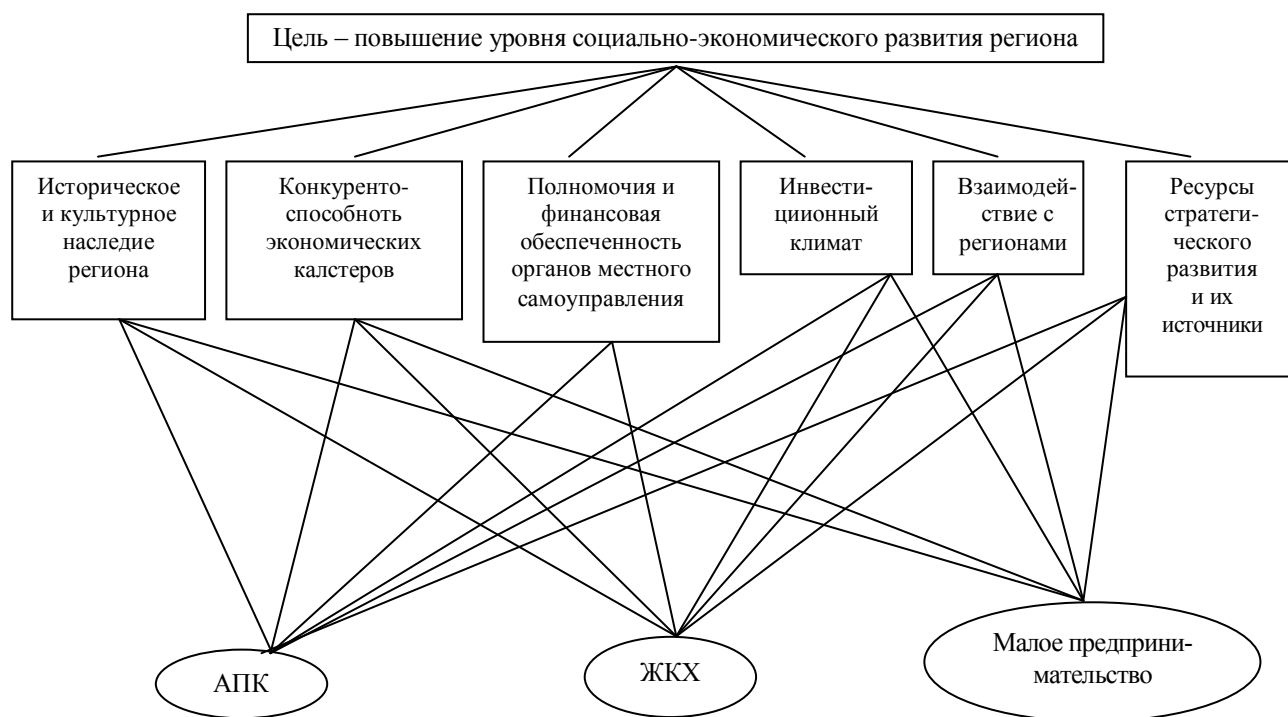 Цель – повышение уровня социально-экономического развития региона
Историческое
и культурное
наследие
региона
Конкуренто-
способноть
экономических
калстеров
Полномочия и
финансовая
обеспеченность
органов местного
самоуправления
Инвести-
циионный
климат
Взаимодей-
ствие с
регионами
Ресурсы
стратеги-
ческого
развития
и их
источники
АПК
ЖКХ
Малое предприни-
мательство